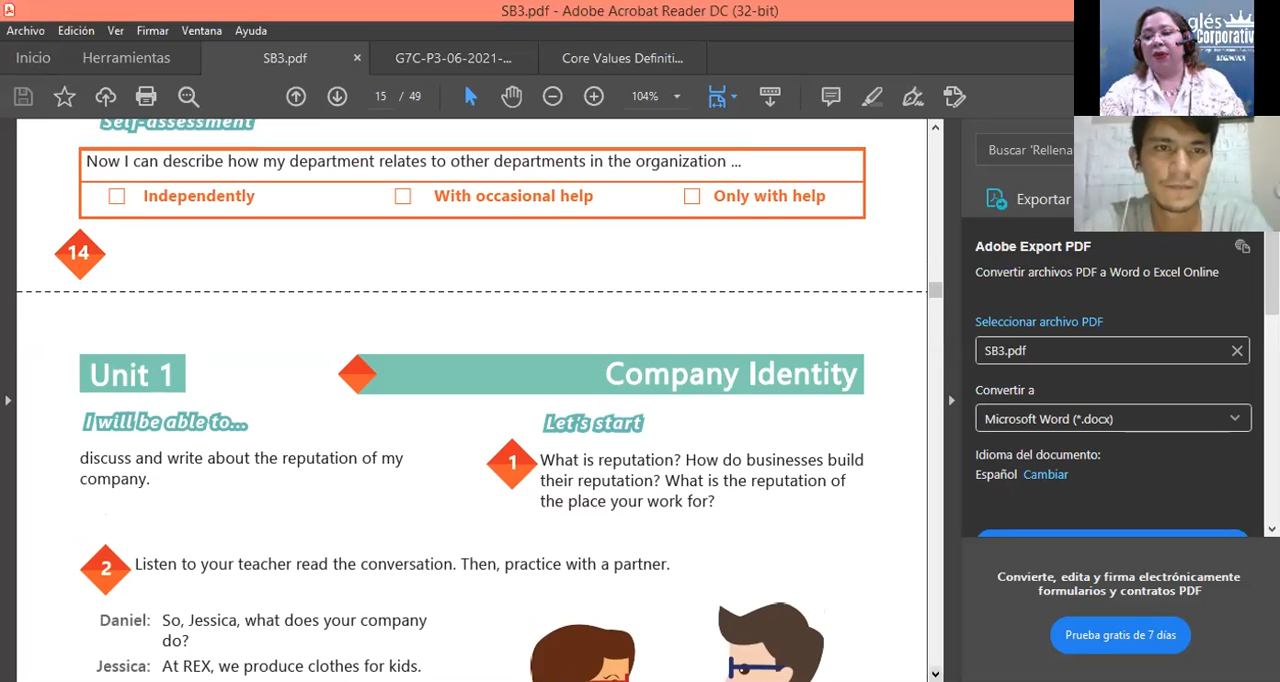 SB3.pdf - Adobe Acrobat Reader DC (32-bit)
Archivo Edición Ver Firmar Ventana Ayuda
Inicio Herramientas SB3.pdf × G7C-P3-06-2021-... Core Values Definiti...
15 / 49 104%
Self-assessment
Now I can describe how my department relates to other departments in the organization ...
Independently With occasional help Only with help
14
Unit 1 Company Identity
I will be able to...
discuss and write about the reputation of my
company.
Let's start
1 What is reputation? How do businesses build
their reputation? What is the reputation of
the place your work for?
2 Listen to your teacher read the conversation. Then, practice with a partner.
Daniel: So, Jessica, what does your company
do?
Jessica: At REX, we produce clothes for kids.
Buscar 'Rellena
Exportar
Adobe Export PDF
Convertir archivos PDF a Word o Excel Online
Seleccionar archivo PDF
SB3.pdf
Convertir a
Microsoft Word (*.docx)
Idioma del documento:
Español Cambiar
Convierte, edita y firma electrónicamente
formularios y contratos PDF
Prueba gratis de 7 días
glés
Corporativ